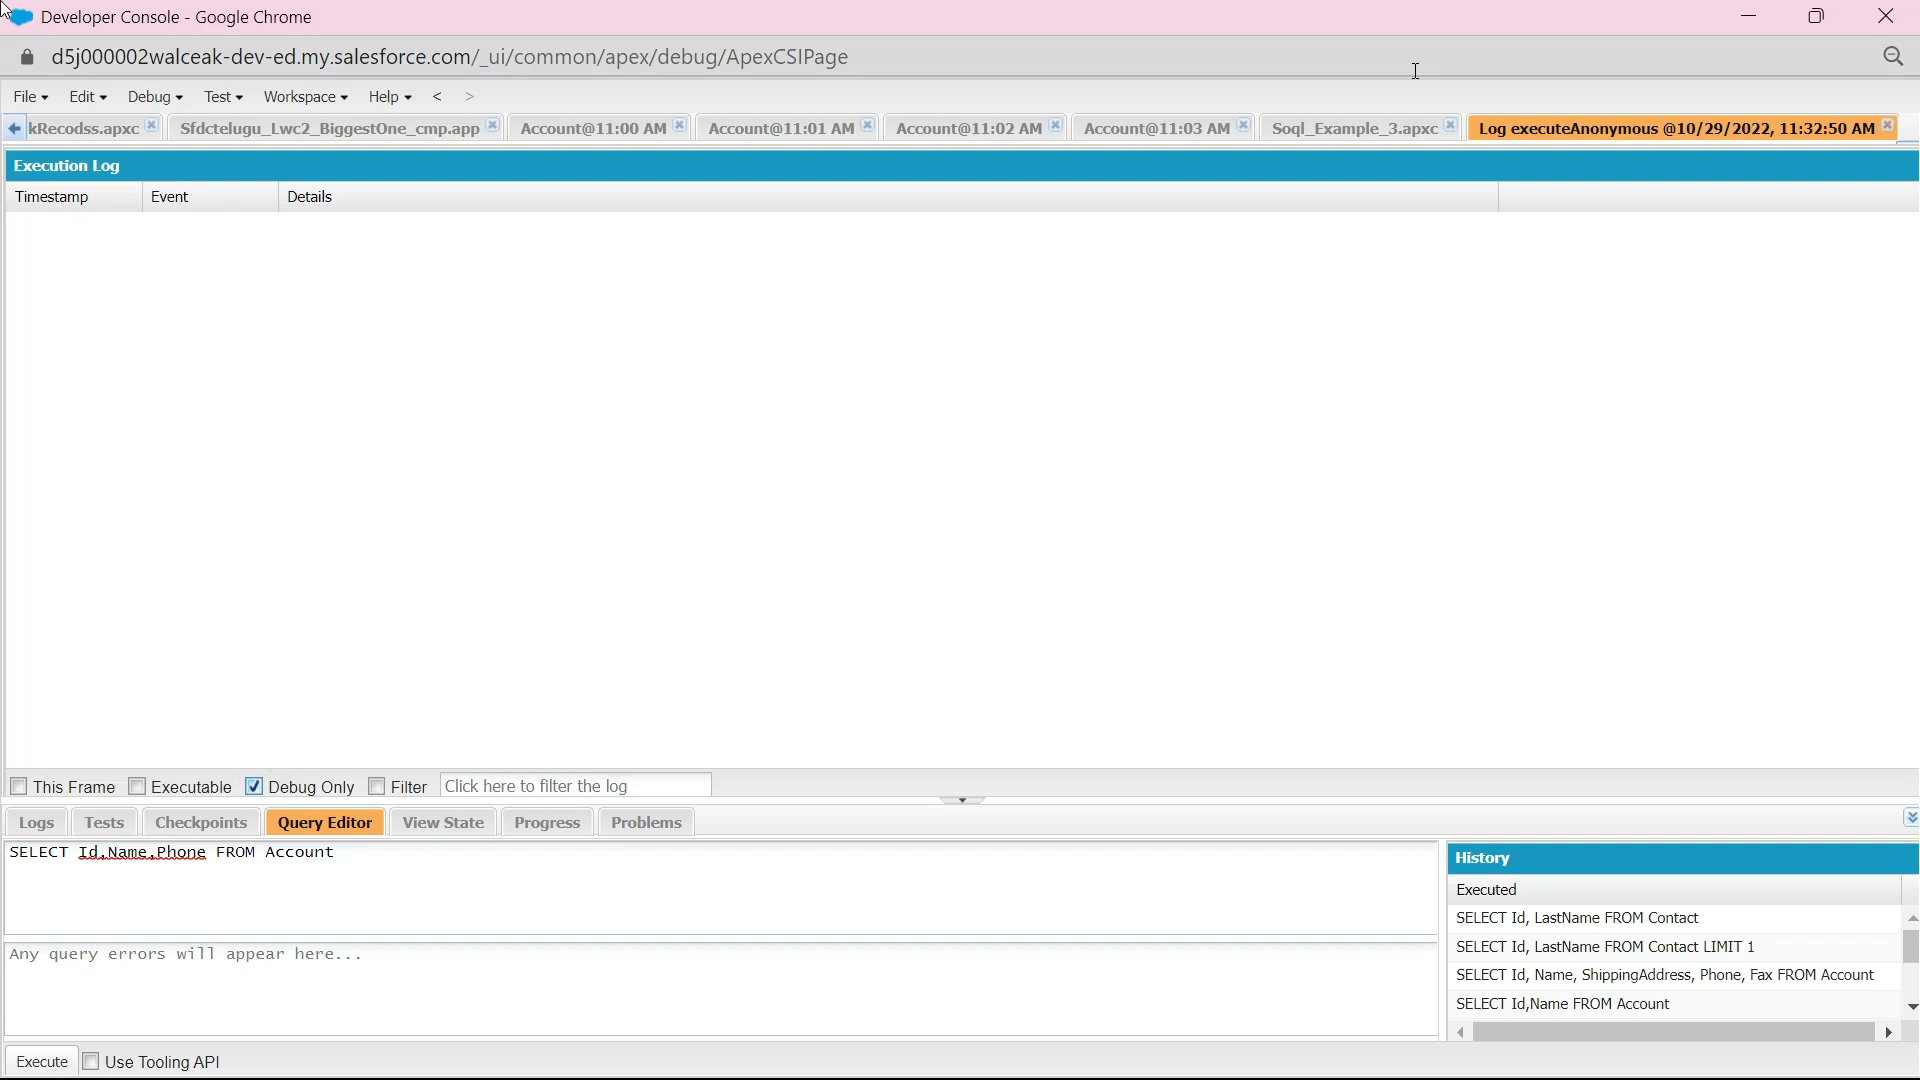 Developer Console - Google Chrome
d5j000002walceak-dev-ed.my.salesforce.com/_ui/common/apex/debug/ApexCSIPage
File Edit Debug Test Workspace Help < >
kRecodss.apxc Sfdctelugu_Lwc2_BiggestOne_cmp.app Account@11:00 AM Account@11:01 AM Account@11:02 AM Account@11:03 AM Soql_Example_3.apxc Log executeAnonymous @10/29/2022, 11:32:50 AM
Execution Log
Timestamp Event Details
This Frame Executable Debug Only Filter Click here to filter the log
Logs Tests Checkpoints Query Editor View State Progress Problems
SELECT Id,Name,Phone FROM Account
Any query errors will appear here...
History
Executed
SELECT Id, LastName FROM Contact
SELECT Id, LastName FROM Contact LIMIT 1
SELECT Id, Name, ShippingAddress, Phone, Fax FROM Account
SELECT Id,Name FROM Account
Execute Use Tooling API